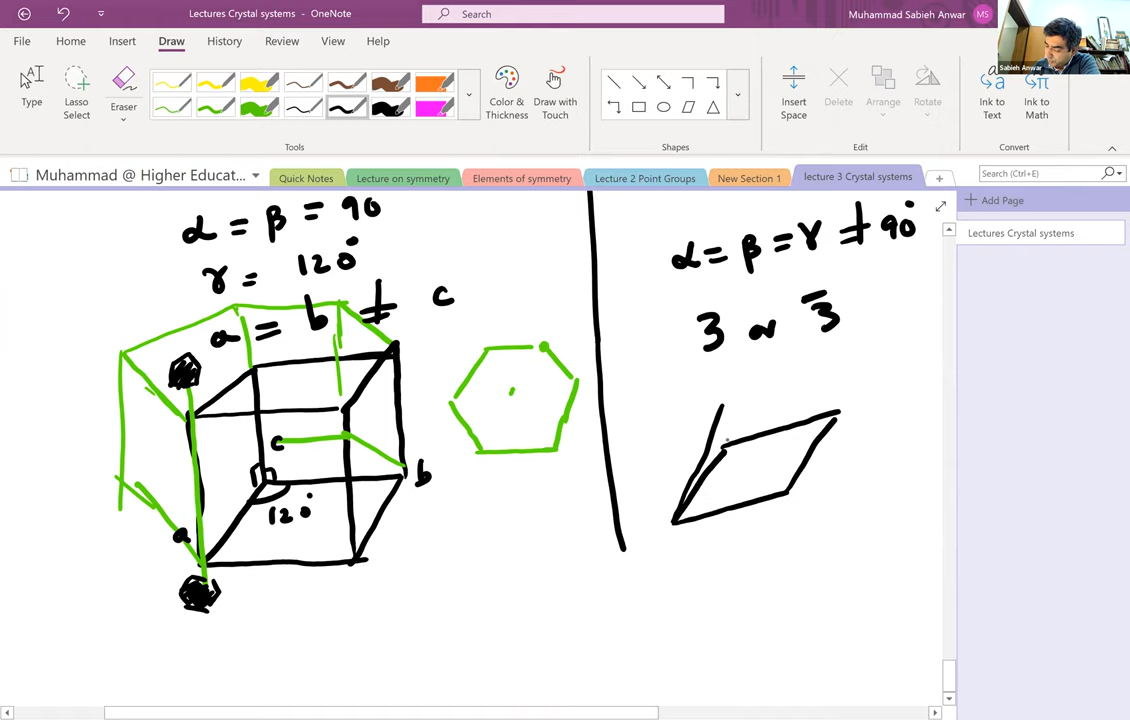 Lectures Crystal systems - OneNote
Search
Muhammad Sabieh Anwar
MS
File
Home
Insert
Draw
History
Review
View
Help
Sabieh Anwar
Type
Lasso Select
Eraser
Color & Thickness
Draw with Touch
Insert Space
Delete
Arrange
Rotate
Ink to Text
Ink to Math
Tools
Shapes
Edit
Convert
Muhammad @ Higher Educat...
Quick Notes
Lecture on symmetry
Elements of symmetry
Lecture 2 Point Groups
New Section 1
lecture 3 Crystal systems
Search (Ctrl+E)
Add Page
Lectures Crystal systems
α = β = 90
γ = 120°
a = b ≠ c
c
b
120°
a
α = β = γ ≠ 90°
3 or 3̅